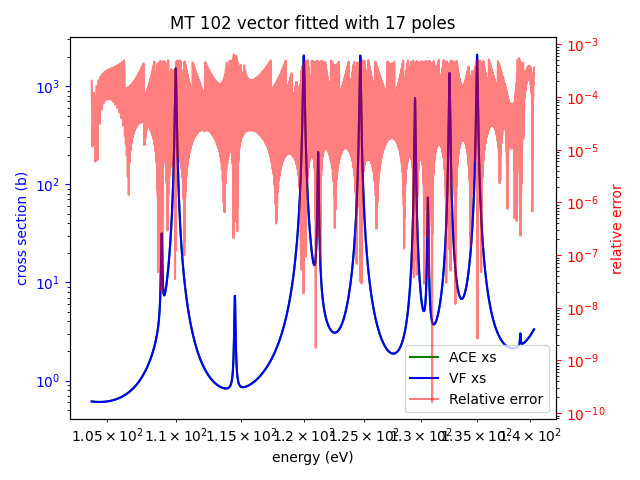 MT 102 vector fitted with 17 poles
cross section (b)
10³
10²
10¹
10⁰
10⁻³
10⁻⁴
10⁻⁵
10⁻⁶
10⁻⁷
10⁻⁸
10⁻⁹
10⁻¹⁰
relative error
ACE xs
VF xs
Relative error
1.05 × 10² 1.1 × 10² 1.15 × 10² 1.2 × 10² 1.25 × 10² 1.3 × 10² 1.35 × 10² 1.4 × 10²
energy (eV)